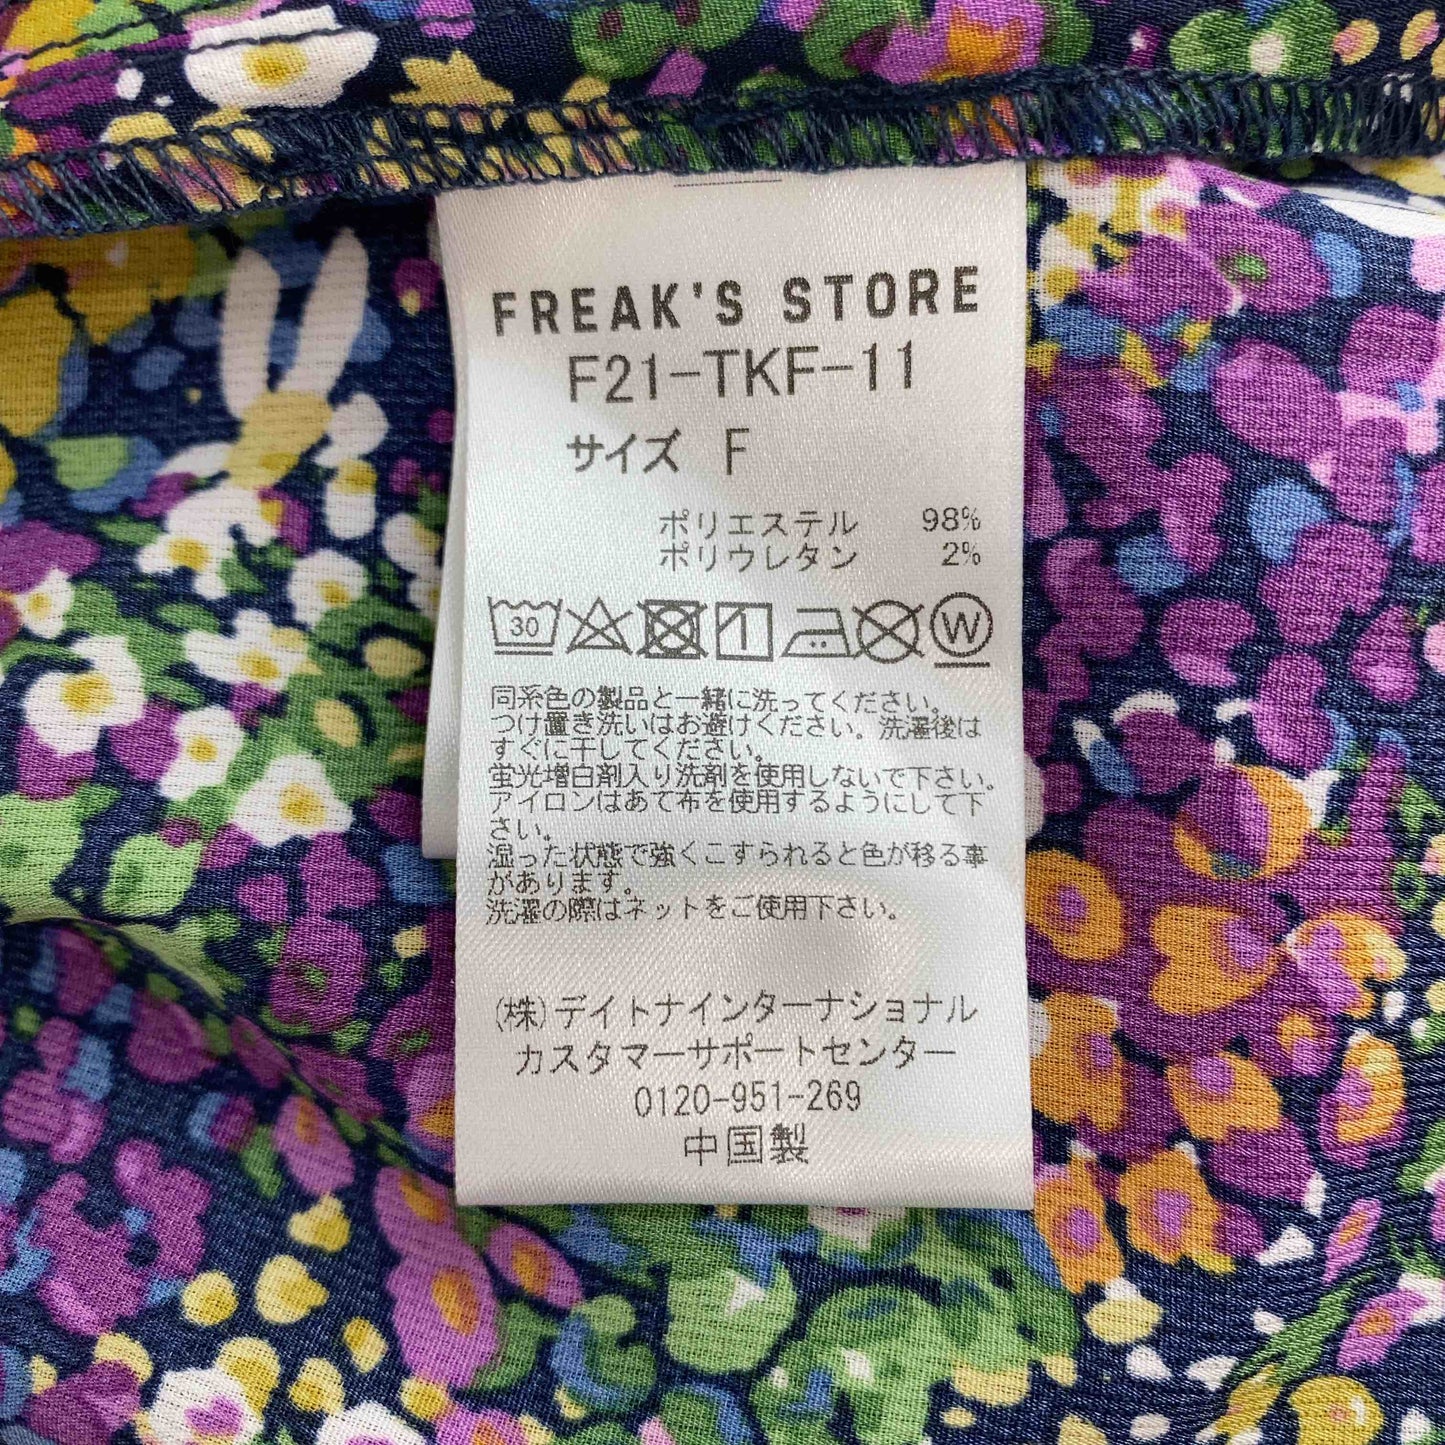 FREAK'S STORE
F21-TKF-11
サイズ F
ポリエステル 98%
ポリウレタン 2%
30 W
同系色の製品と一緒に洗ってください。
つけ置き洗いはお避けください。洗濯後は
すぐに干してください。
蛍光増白剤入り洗剤を使用しないで下さい。
アイロンはあて布を使用するようにして下
さい。
湿った状態で強くこすられると色が移る事
があります。
洗濯の際はネットをご使用下さい。
(株)デイトナインターナショナル
カスタマーサポートセンター
0120-951-269
中国製